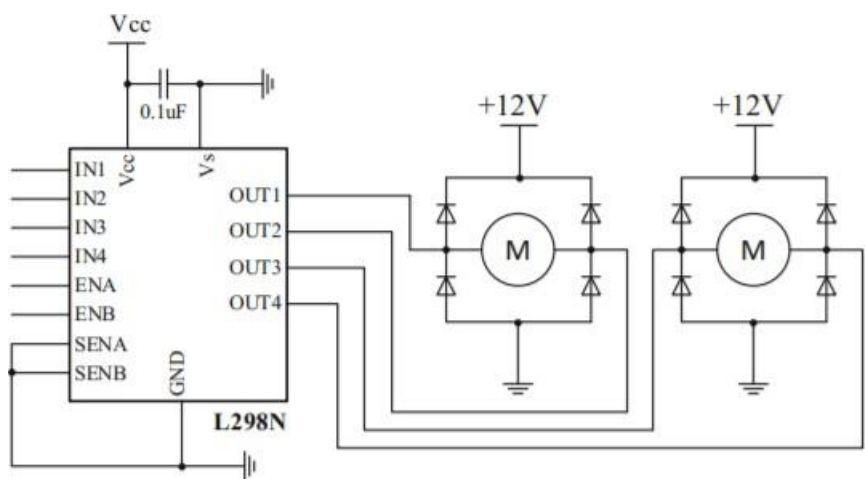 Vcc
0.1uF
+12V
+12V
Vcc
Vs
IN1
IN2
IN3
IN4
ENA
ENB
SENA
SENB
GND
OUT1
OUT2
OUT3
OUT4
L298N
M
M